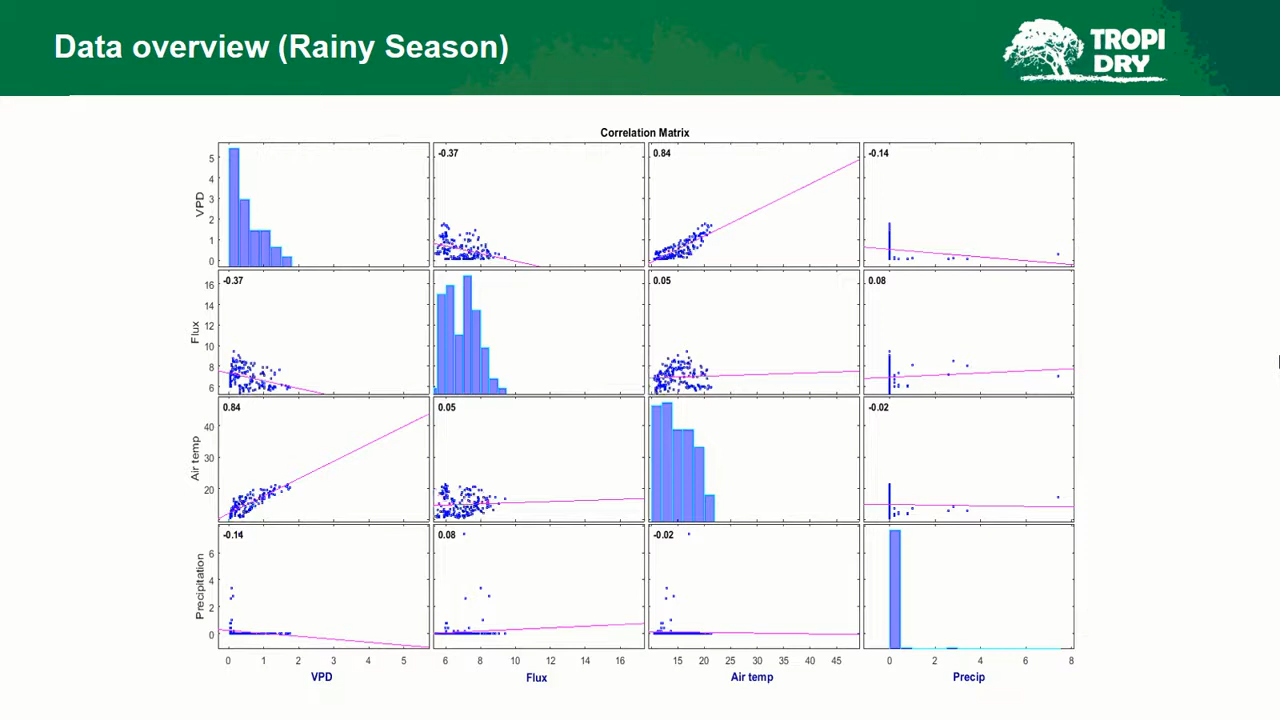 Data overview (Rainy Season)
TROPI
DRY
Correlation Matrix
VPD
5
4
3
2
1
0
-0.37
0.84
-0.14
Flux
16
14
12
10
8
6
-0.37
0.05
0.08
Air temp
40
30
20
0.84
0.05
-0.02
Precipitation
6
4
2
0
-0.14
0.08
-0.02
0 1 2 3 4 5
6 8 10 12 14 16
15 20 25 30 35 40 45
0 2 4 6 8
VPD
Flux
Air temp
Precip